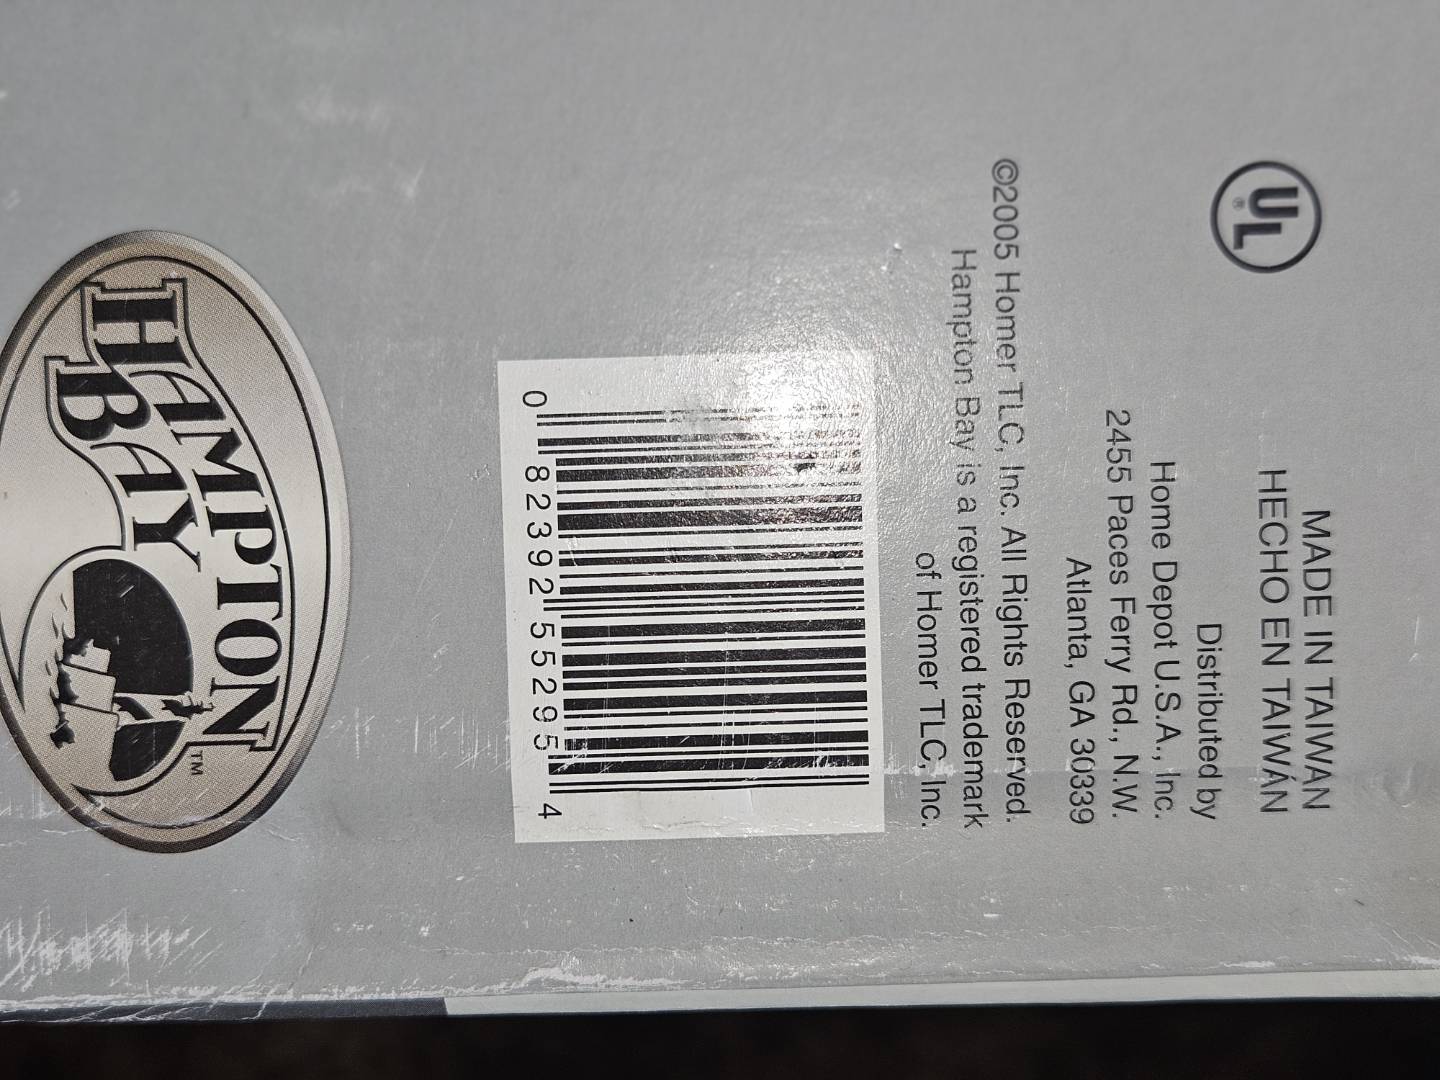 UL®
MADE IN TAIWAN
HECHO EN TAIWÁN
Distributed by
Home Depot U.S.A., Inc.
2455 Paces Ferry Rd., N.W.
Atlanta, GA 30339
©2005 Homer TLC, Inc. All Rights Reserved.
Hampton Bay is a registered trademark
of Homer TLC, Inc.
0 82392 55295 4
HAMPTON
BAY
TM